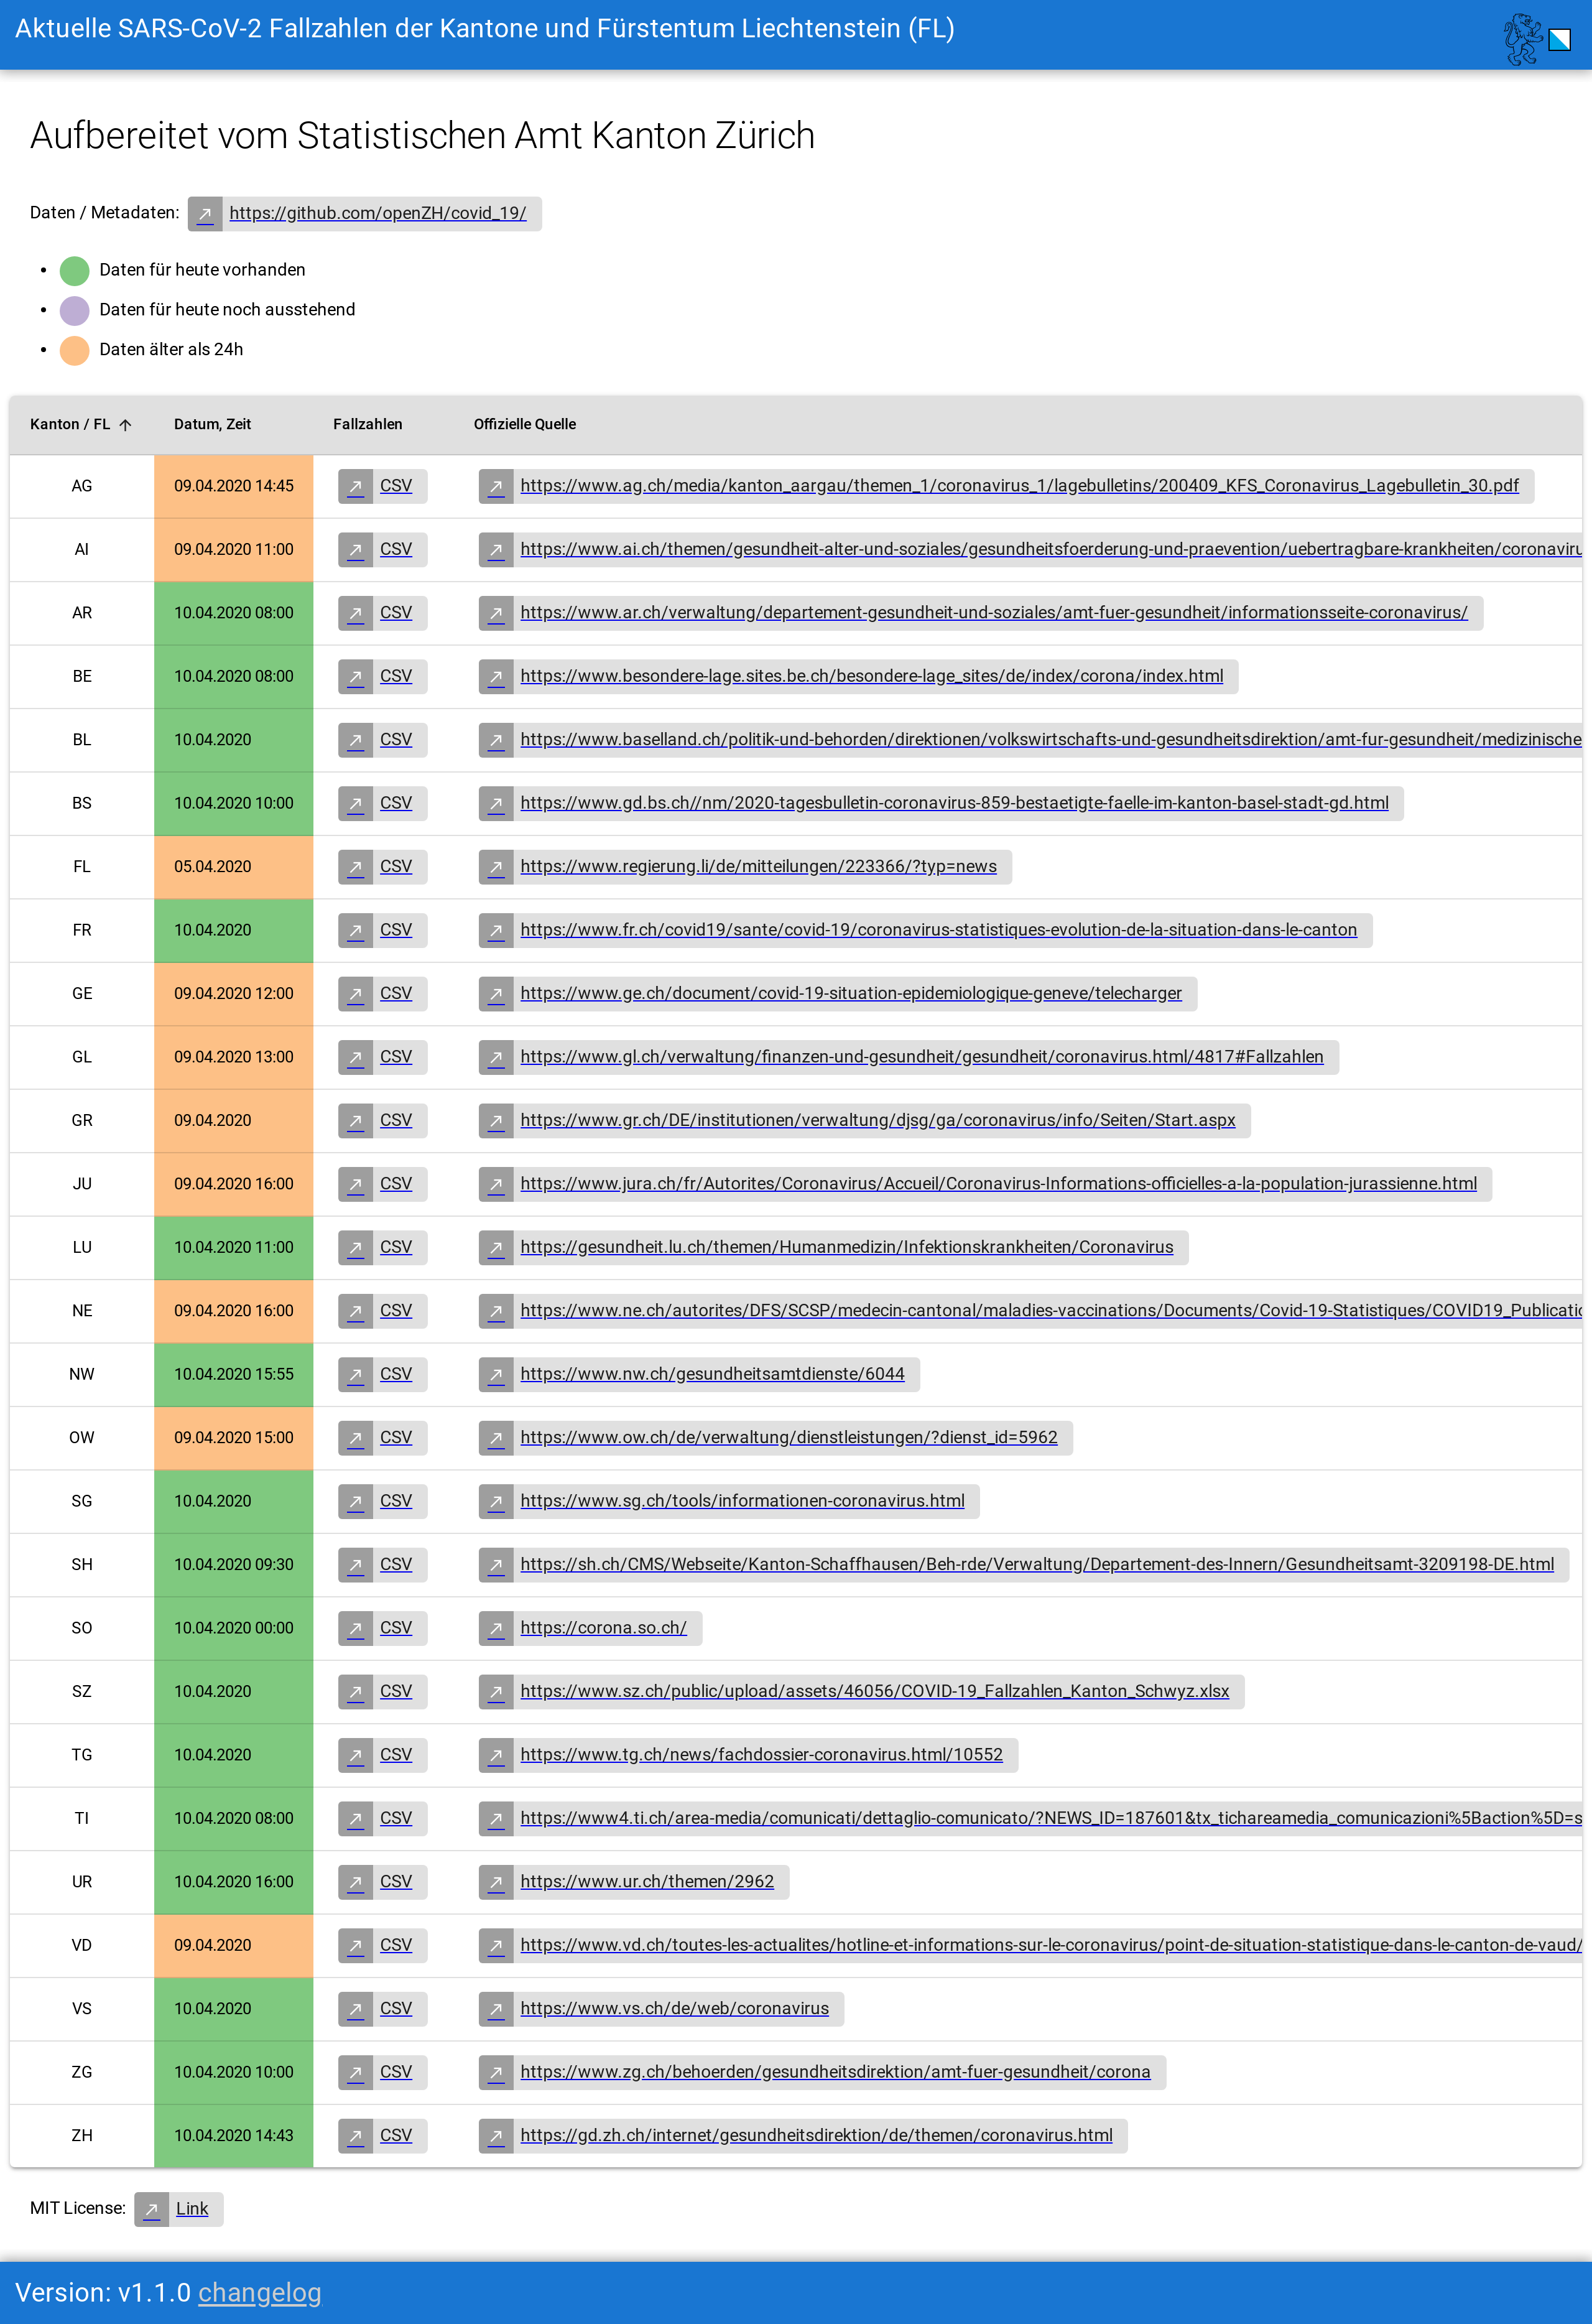 Aktuelle SARS-CoV-2 Fallzahlen der Kantone und Fürstentum Liechtenstein (FL)
Aufbereitet vom Statistischen Amt Kanton Zürich
Daten / Metadaten: https://github.com/openZH/covid_19/
Daten für heute vorhanden
Daten für heute noch ausstehend
Daten älter als 24h
Kanton / FL Datum, Zeit Fallzahlen Offizielle Quelle
AG 09.04.2020 14:45 CSV https://www.ag.ch/media/kanton_aargau/themen_1/coronavirus_1/lagebulletins/200409_KFS_Coronavirus_Lagebulletin_30.pdf
AI 09.04.2020 11:00 CSV https://www.ai.ch/themen/gesundheit-alter-und-soziales/gesundheitsfoerderung-und-praevention/uebertragbare-krankheiten/coronaviru
AR 10.04.2020 08:00 CSV https://www.ar.ch/verwaltung/departement-gesundheit-und-soziales/amt-fuer-gesundheit/informationsseite-coronavirus/
BE 10.04.2020 08:00 CSV https://www.besondere-lage.sites.be.ch/besondere-lage_sites/de/index/corona/index.html
BL 10.04.2020 CSV https://www.baselland.ch/politik-und-behorden/direktionen/volkswirtschafts-und-gesundheitsdirektion/amt-fur-gesundheit/medizinische
BS 10.04.2020 10:00 CSV https://www.gd.bs.ch//nm/2020-tagesbulletin-coronavirus-859-bestaetigte-faelle-im-kanton-basel-stadt-gd.html
FL 05.04.2020 CSV https://www.regierung.li/de/mitteilungen/223366/?typ=news
FR 10.04.2020 CSV https://www.fr.ch/covid19/sante/covid-19/coronavirus-statistiques-evolution-de-la-situation-dans-le-canton
GE 09.04.2020 12:00 CSV https://www.ge.ch/document/covid-19-situation-epidemiologique-geneve/telecharger
GL 09.04.2020 13:00 CSV https://www.gl.ch/verwaltung/finanzen-und-gesundheit/gesundheit/coronavirus.html/4817#Fallzahlen
GR 09.04.2020 CSV https://www.gr.ch/DE/institutionen/verwaltung/djsg/ga/coronavirus/info/Seiten/Start.aspx
JU 09.04.2020 16:00 CSV https://www.jura.ch/fr/Autorites/Coronavirus/Accueil/Coronavirus-Informations-officielles-a-la-population-jurassienne.html
LU 10.04.2020 11:00 CSV https://gesundheit.lu.ch/themen/Humanmedizin/Infektionskrankheiten/Coronavirus
NE 09.04.2020 16:00 CSV https://www.ne.ch/autorites/DFS/SCSP/medecin-cantonal/maladies-vaccinations/Documents/Covid-19-Statistiques/COVID19_Publicatio
NW 10.04.2020 15:55 CSV https://www.nw.ch/gesundheitsamtdienste/6044
OW 09.04.2020 15:00 CSV https://www.ow.ch/de/verwaltung/dienstleistungen/?dienst_id=5962
SG 10.04.2020 CSV https://www.sg.ch/tools/informationen-coronavirus.html
SH 10.04.2020 09:30 CSV https://sh.ch/CMS/Webseite/Kanton-Schaffhausen/Beh-rde/Verwaltung/Departement-des-Innern/Gesundheitsamt-3209198-DE.html
SO 10.04.2020 00:00 CSV https://corona.so.ch/
SZ 10.04.2020 CSV https://www.sz.ch/public/upload/assets/46056/COVID-19_Fallzahlen_Kanton_Schwyz.xlsx
TG 10.04.2020 CSV https://www.tg.ch/news/fachdossier-coronavirus.html/10552
TI 10.04.2020 08:00 CSV https://www4.ti.ch/area-media/comunicati/dettaglio-comunicato/?NEWS_ID=187601&tx_tichareamedia_comunicazioni%5Baction%5D=s
UR 10.04.2020 16:00 CSV https://www.ur.ch/themen/2962
VD 09.04.2020 CSV https://www.vd.ch/toutes-les-actualites/hotline-et-informations-sur-le-coronavirus/point-de-situation-statistique-dans-le-canton-de-vaud/
VS 10.04.2020 CSV https://www.vs.ch/de/web/coronavirus
ZG 10.04.2020 10:00 CSV https://www.zg.ch/behoerden/gesundheitsdirektion/amt-fuer-gesundheit/corona
ZH 10.04.2020 14:43 CSV https://gd.zh.ch/internet/gesundheitsdirektion/de/themen/coronavirus.html
MIT License: Link
Version: v1.1.0 changelog